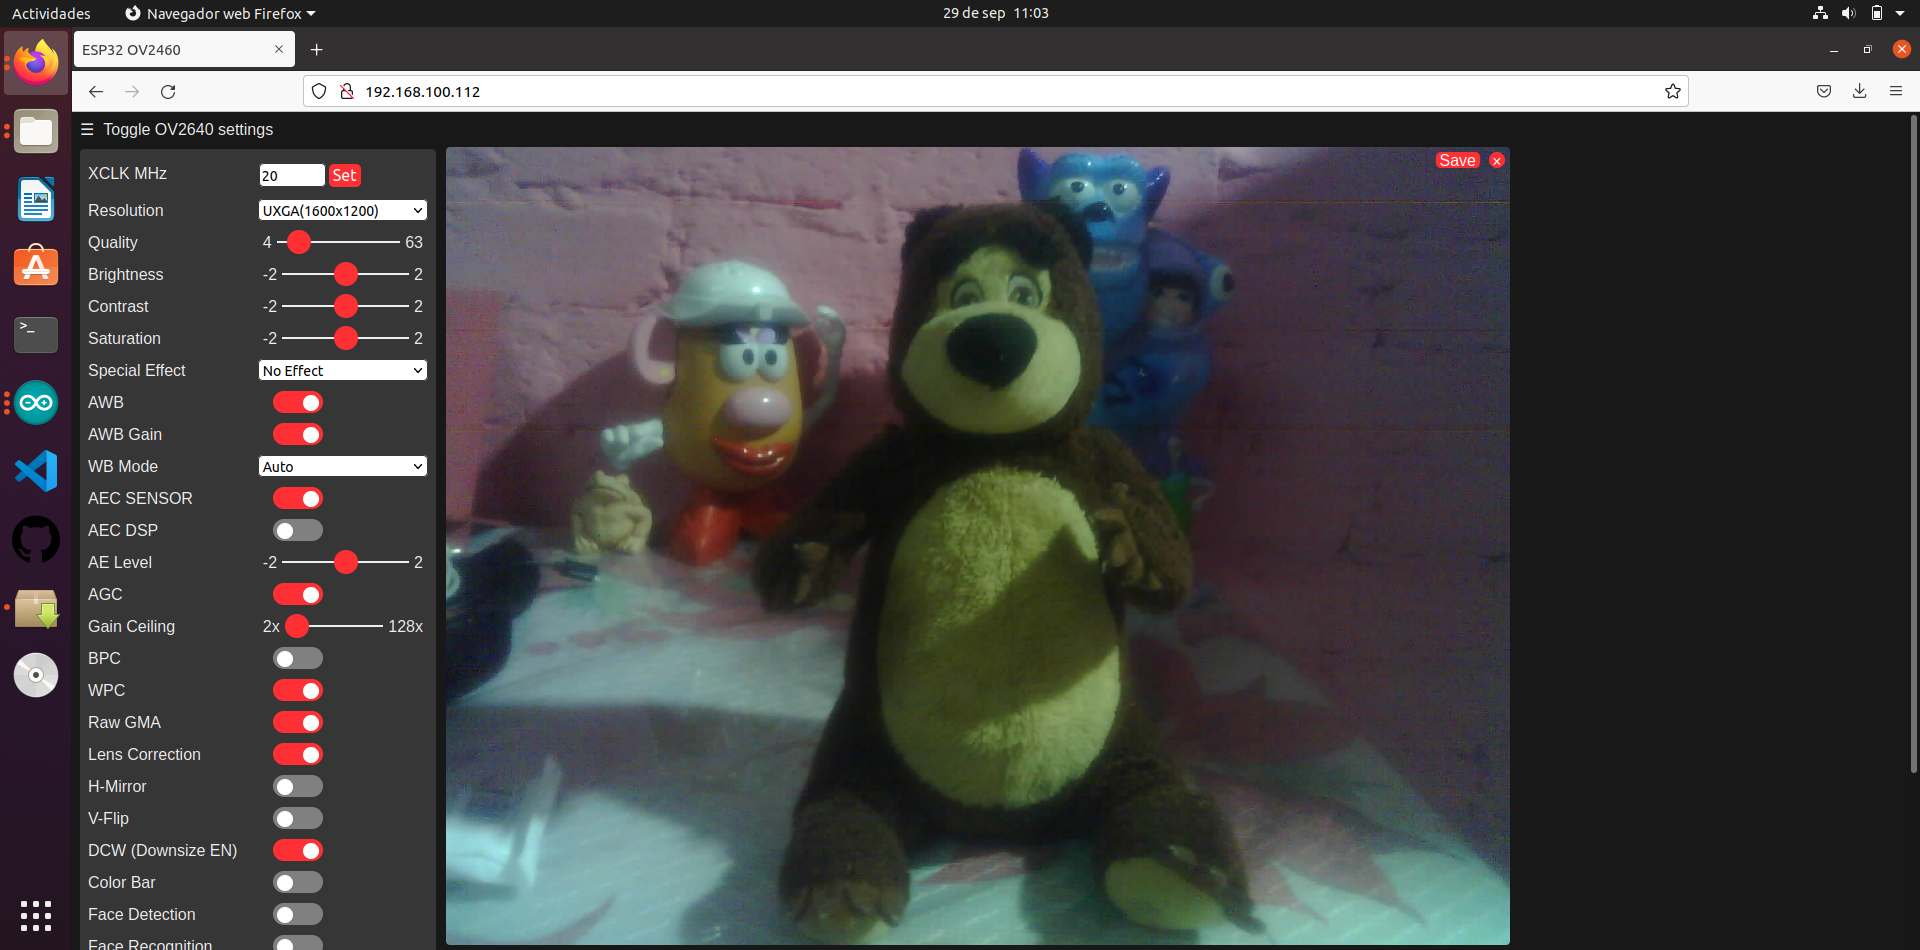 Actividades Navegador web Firefox 29 de sep 11:03
ESP32 OV2460
192.168.100.112
☰ Toggle OV2640 settings
XCLK MHz 20 Set
Resolution UXGA(1600x1200)
Quality 4 63
Brightness -2 2
Contrast -2 2
Saturation -2 2
Special Effect No Effect
AWB
AWB Gain
WB Mode Auto
AEC SENSOR
AEC DSP
AE Level -2 2
AGC
Gain Ceiling 2x 128x
BPC
WPC
Raw GMA
Lens Correction
H-Mirror
V-Flip
DCW (Downsize EN)
Color Bar
Face Detection
Face Recognition
Save ×